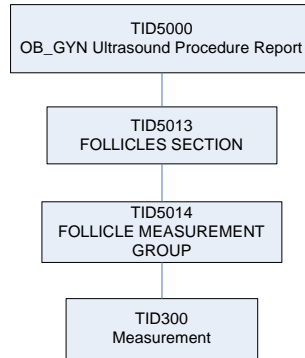 TID5000
OB_GYN Ultrasound Procedure Report
TID5013
FOLLICLES SECTION
TID5014
FOLLICLE MEASUREMENT
GROUP
TID300
Measurement